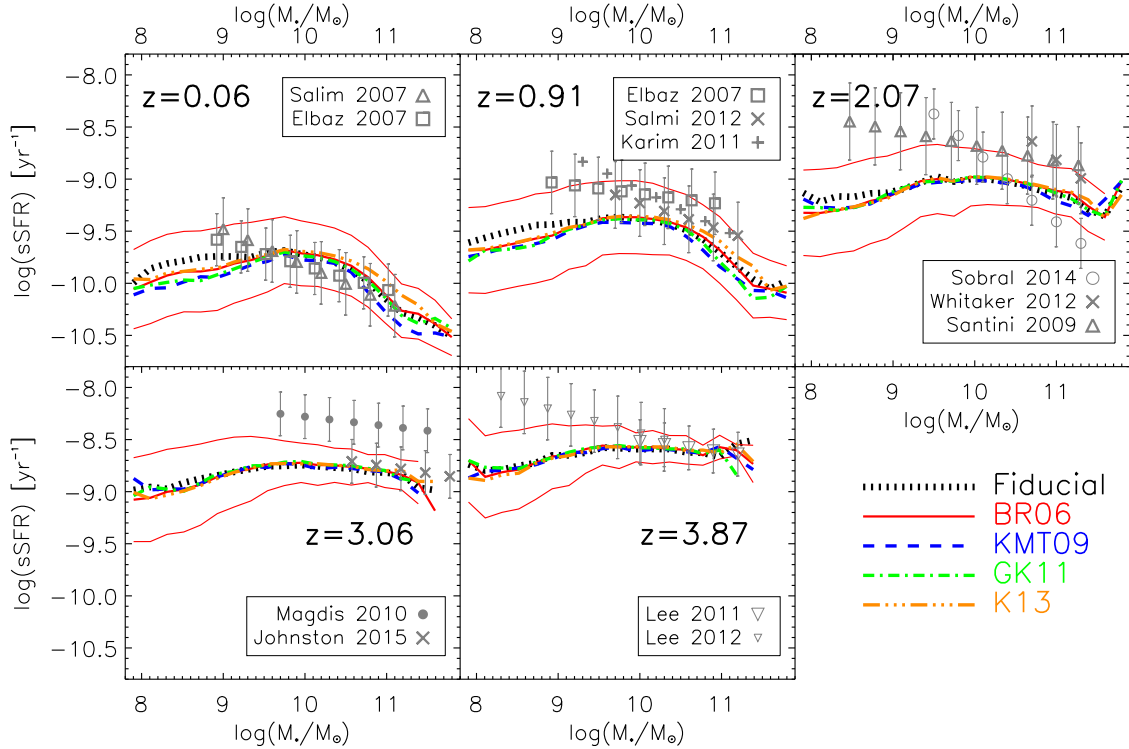 log(M⋆/M☉) log(M⋆/M☉) log(M⋆/M☉)
8 9 10 11 8 9 10 11 8 9 10 11
z=0.06 z=0.91 z=2.07
Salim 2007
Elbaz 2007
Elbaz 2007
Salmi 2012
Karim 2011
Sobral 2014
Whitaker 2012
Santini 2009
log(sSFR) [yr⁻¹]
−8.0
−8.5
−9.0
−9.5
−10.0
−10.5
8 9 10 11
log(M⋆/M☉)
log(sSFR) [yr⁻¹]
−8.0
−8.5
−9.0
−9.5
−10.0
−10.5
z=3.06 z=3.87
Magdis 2010
Johnston 2015
Lee 2011
Lee 2012
8 9 10 11 8 9 10 11
log(M⋆/M☉) log(M⋆/M☉)
Fiducial
BR06
KMT09
GK11
K13